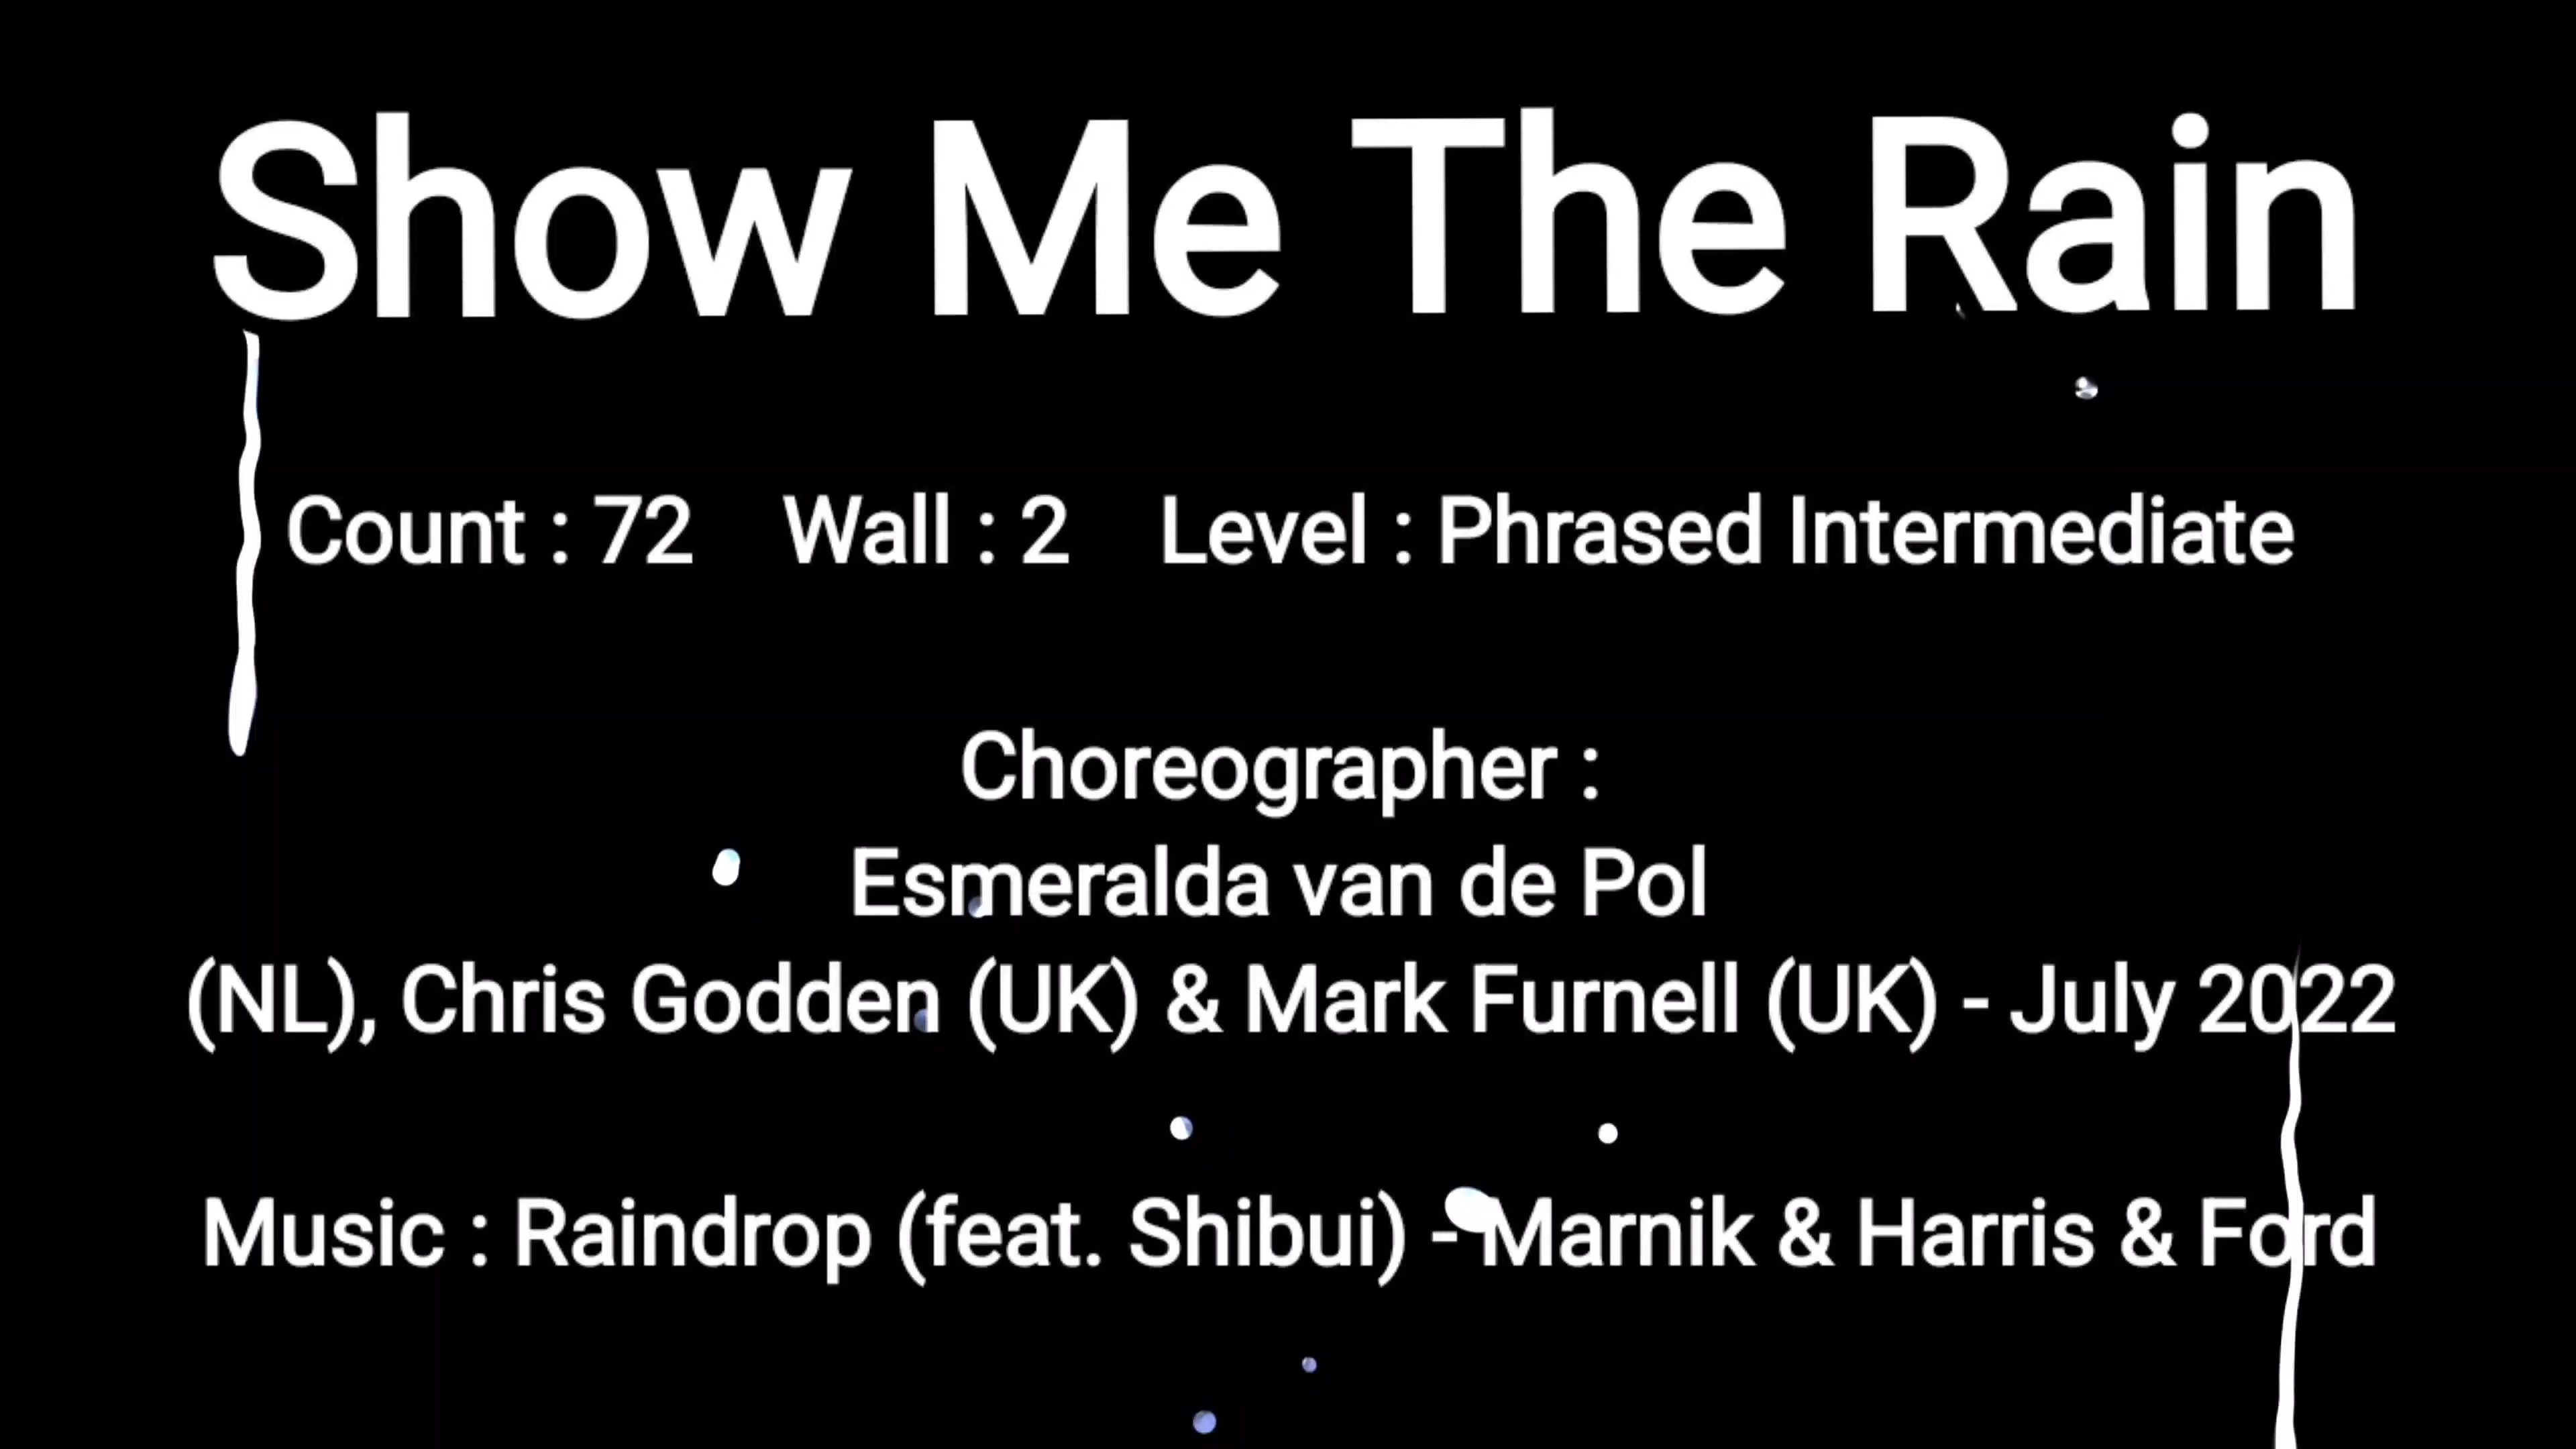 Show Me The Rain
Count : 72 Wall : 2 Level : Phrased Intermediate
Choreographer :
Esmeralda van de Pol
(NL), Chris Godden (UK) & Mark Furnell (UK) - July 2022
Music : Raindrop (feat. Shibui) - Marnik & Harris & Ford